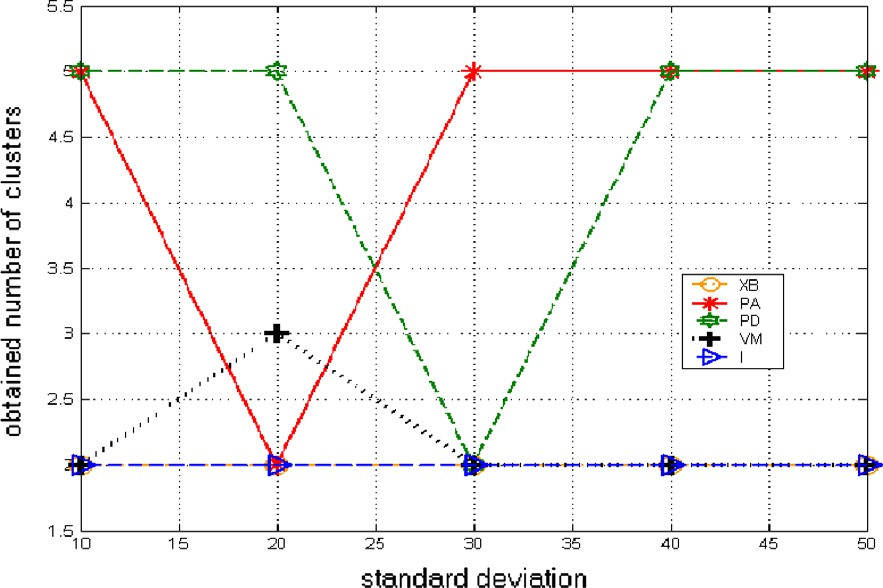 5.5
5
4.5
4
3.5
3
2.5
2
1.5
obtained number of clusters
XB
PA
PD
VM
I
10 15 20 25 30 35 40 45 50
standard deviation